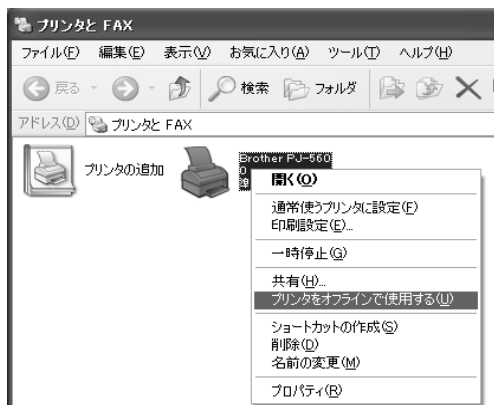 プリンタと FAX
ファイル(F) 編集(E) 表示(V) お気に入り(A) ツール(T) ヘルプ(H)
戻る 検索 フォルダ
アドレス(D) プリンタと FAX
プリンタの追加
Brother PJ-560
0
開く(O)
通常使うプリンタに設定(F)
印刷設定(E)...
一時停止(G)
共有(H)...
プリンタをオフラインで使用する(U)
ショートカットの作成(S)
削除(D)
名前の変更(M)
プロパティ(R)